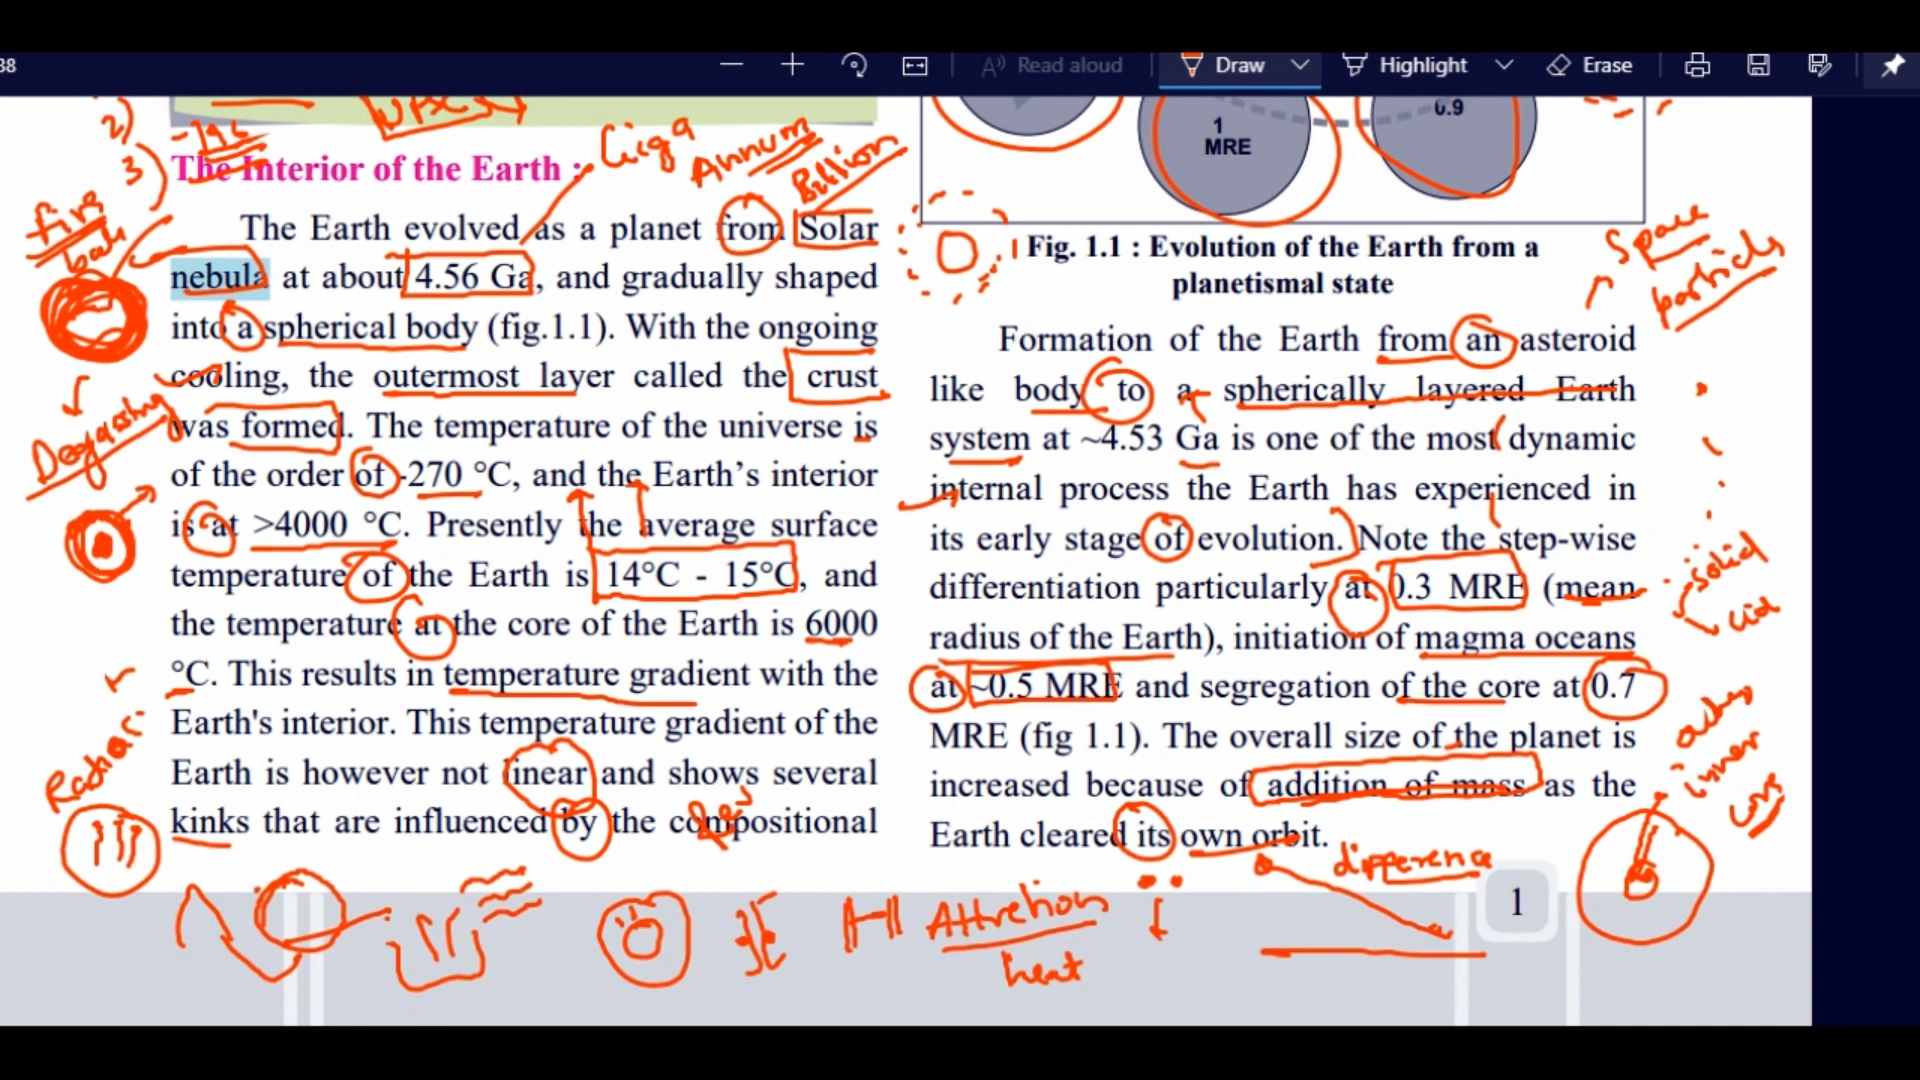 38
Read aloud
Draw
Highlight
Erase
2)
3)
Giga
Annum
Billion
fire
ball
Degassing
The Interior of the Earth :
The Earth evolved as a planet from Solar
nebula at about 4.56 Ga, and gradually shaped
into a spherical body (fig.1.1). With the ongoing
cooling, the outermost layer called the crust
was formed. The temperature of the universe is
of the order of -270 °C, and the Earth's interior
is at >4000 °C. Presently the average surface
temperature of the Earth is 14°C - 15°C, and
the temperature at the core of the Earth is 6000
°C. This results in temperature gradient with the
Earth's interior. This temperature gradient of the
Earth is however not linear and shows several
kinks that are influenced by the compositional
1
MRE
0.9
Fig. 1.1 : Evolution of the Earth from a
planetismal state
Space
particls
Formation of the Earth from an asteroid
like body to a spherically layered Earth
system at ~4.53 Ga is one of the most dynamic
internal process the Earth has experienced in
its early stage of evolution. Note the step-wise
differentiation particularly at 0.3 MRE (mean
radius of the Earth), initiation of magma oceans
at ~0.5 MRE and segregation of the core at 0.7
MRE (fig 1.1). The overall size of the planet is
increased because of addition of mass as the
Earth cleared its own orbit.
solid
inner
difference
heat
1